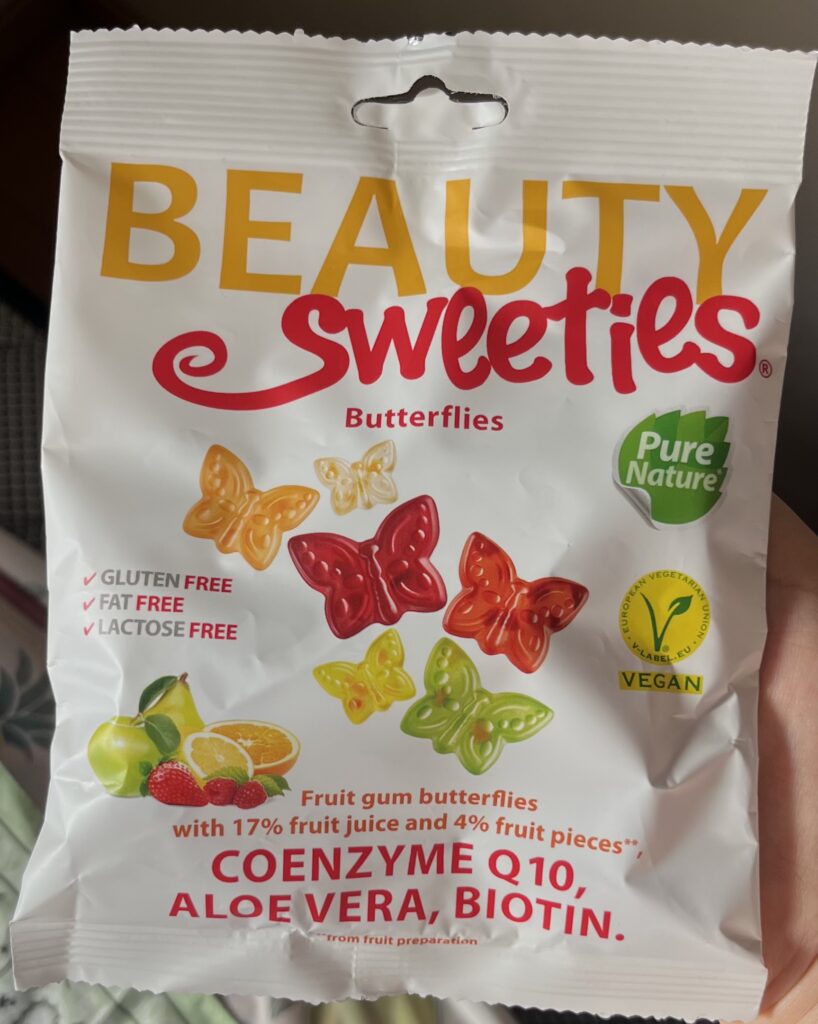 BEAUTY
Sweeties®
Butterflies
Pure
Nature*
✓ GLUTEN FREE
✓ FAT FREE
✓ LACTOSE FREE
EUROPEAN VEGETARIAN UNION
V-LABEL.EU
VEGAN
Fruit gum butterflies
with 17% fruit juice and 4% fruit pieces**,
COENZYME Q10,
ALOE VERA, BIOTIN.
**from fruit preparation